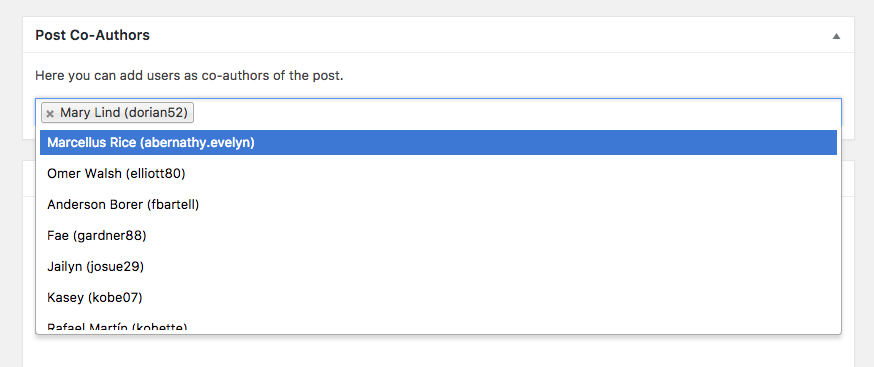 Post Co-Authors
Here you can add users as co-authors of the post.
× Mary Lind (dorian52)
Marcellus Rice (abernathy.evelyn)
Omer Walsh (elliott80)
Anderson Borer (fbartell)
Fae (gardner88)
Jailyn (josue29)
Kasey (kobe07)
Rafael Martín (kobette)